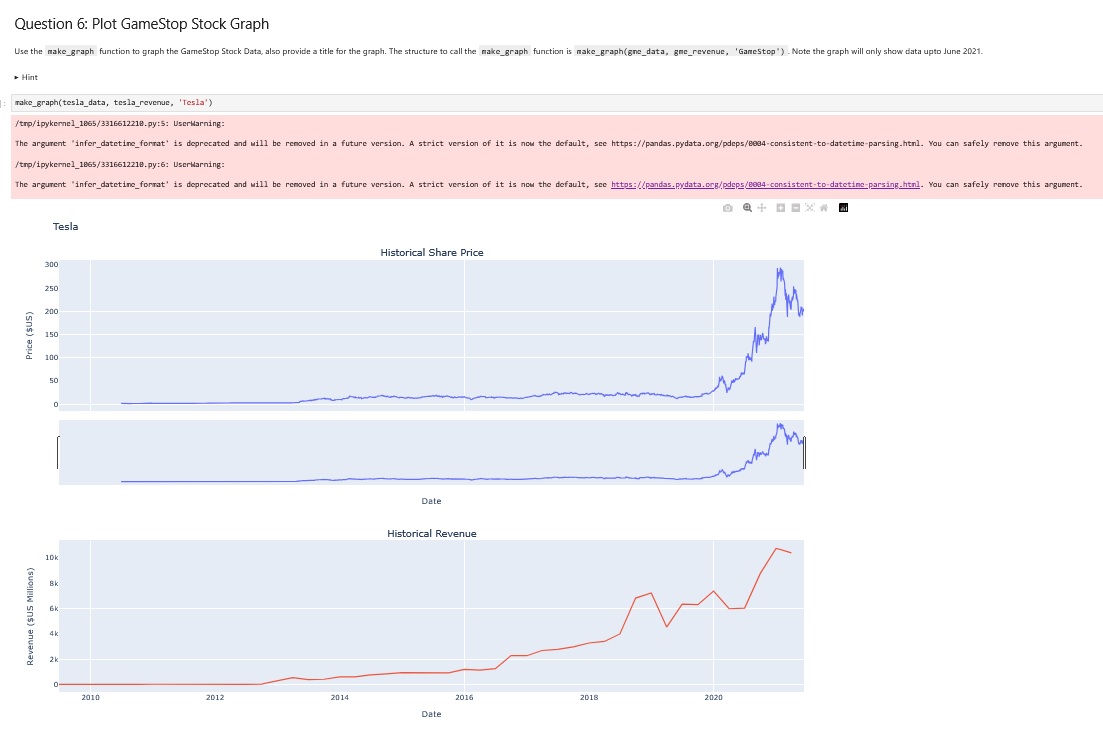 Question 6: Plot GameStop Stock Graph
Use the make_graph function to graph the GameStop Stock Data, also provide a title for the graph. The structure to call the make_graph function is make_graph(gme_data, gme_revenue, 'GameStop') . Note the graph will only show data upto June 2021.
▸ Hint
]:
make_graph(tesla_data, tesla_revenue, 'Tesla')
/tmp/ipykernel_1065/3316612210.py:5: UserWarning:
The argument 'infer_datetime_format' is deprecated and will be removed in a future version. A strict version of it is now the default, see https://pandas.pydata.org/pdeps/0004-consistent-to-datetime-parsing.html. You can safely remove this argument.
/tmp/ipykernel_1065/3316612210.py:6: UserWarning:
The argument 'infer_datetime_format' is deprecated and will be removed in a future version. A strict version of it is now the default, see https://pandas.pydata.org/pdeps/0004-consistent-to-datetime-parsing.html. You can safely remove this argument.
Tesla
Historical Share Price
300
250
200
150
100
50
0
Price ($US)
Date
Historical Revenue
10k
8k
6k
4k
2k
0
Revenue ($US Millions)
2010 2012 2014 2016 2018 2020
Date